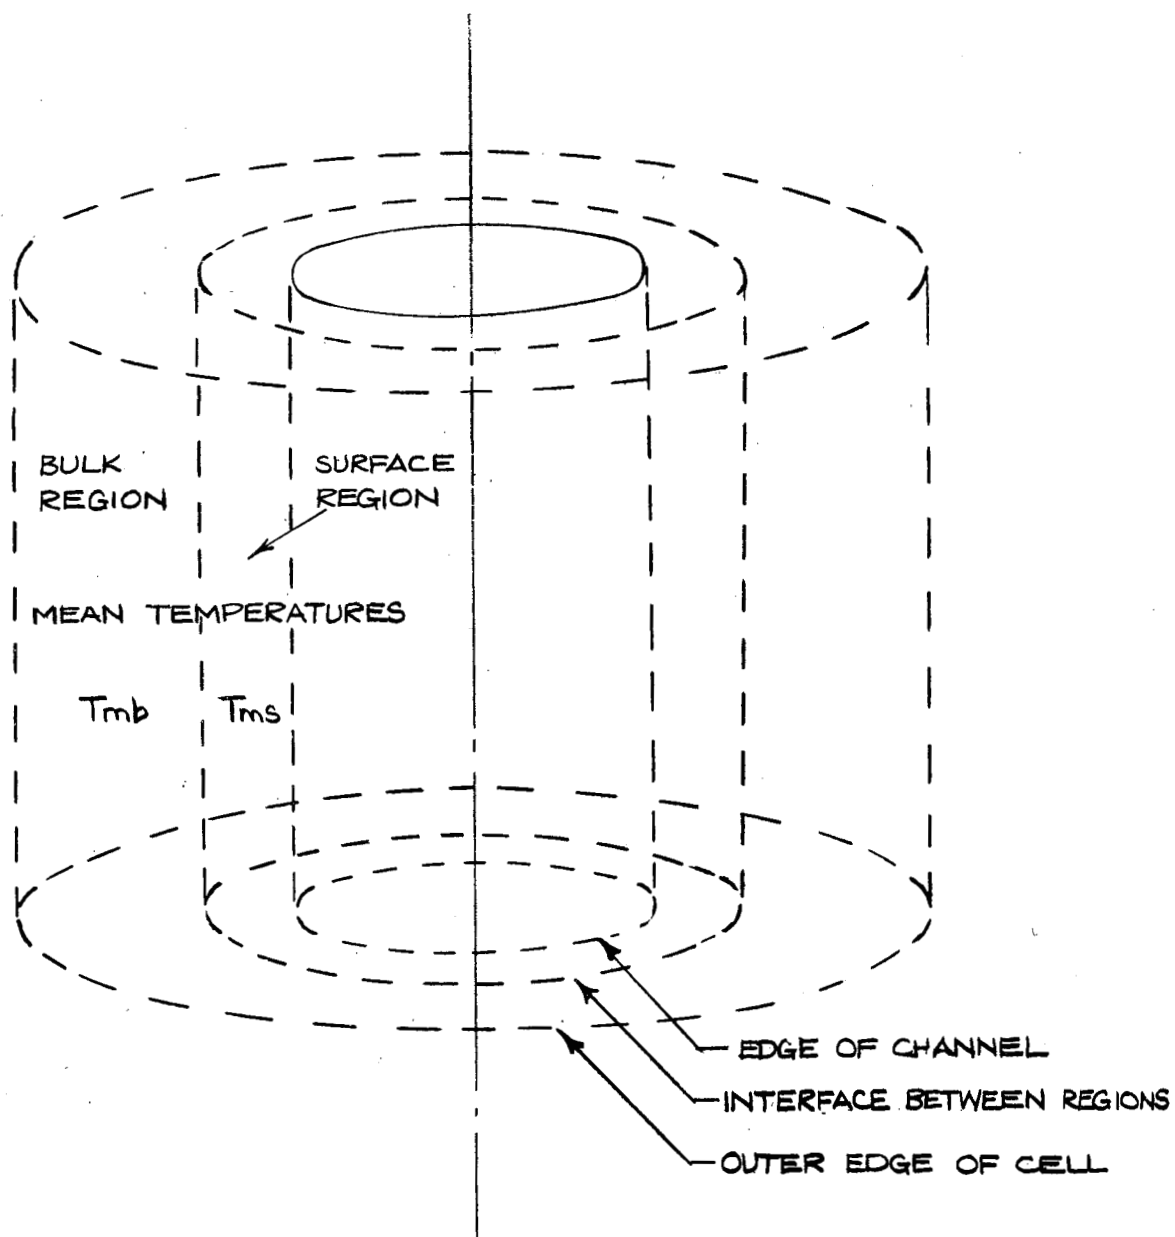 BULK
REGION
SURFACE
REGION
MEAN TEMPERATURES
Tmb
Tms
EDGE OF CHANNEL
INTERFACE BETWEEN REGIONS
OUTER EDGE OF CELL